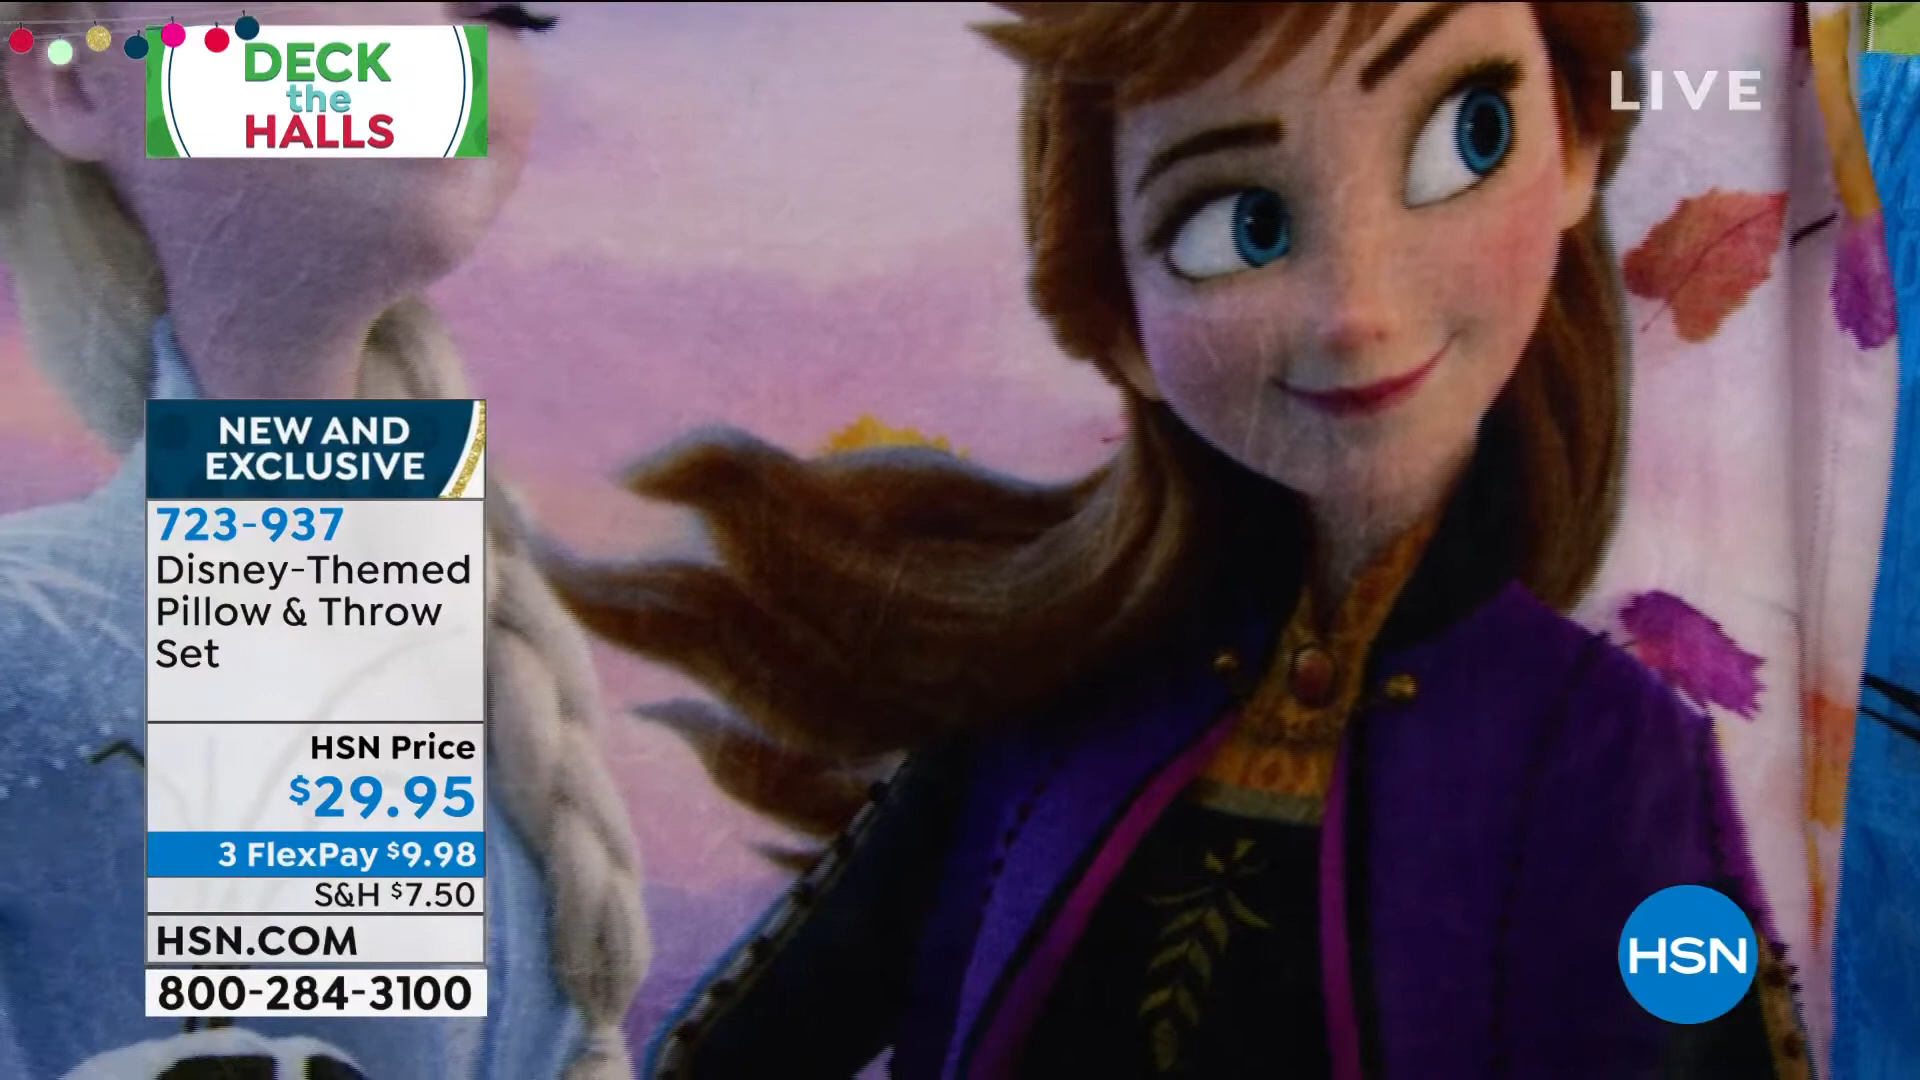 DECK
the
HALLS
LIVE
NEW AND
EXCLUSIVE
723-937
Disney-Themed
Pillow & Throw
Set
HSN Price
$29.95
3 FlexPay $9.98
S&H $7.50
HSN.COM
800-284-3100
HSN